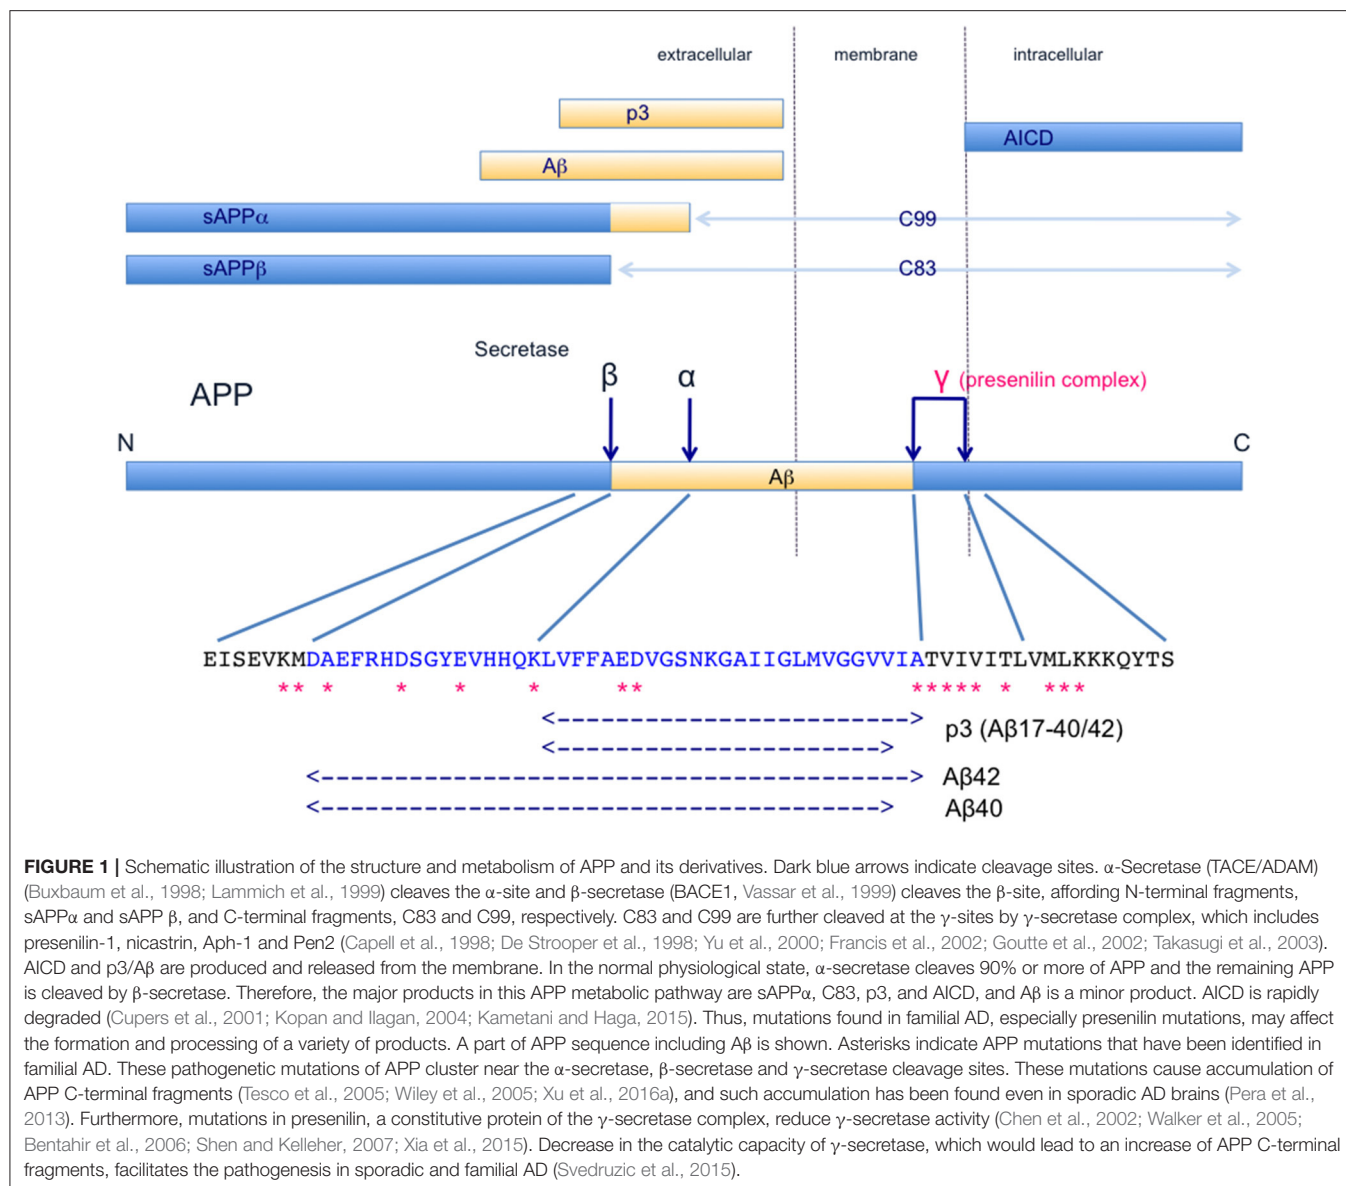 extracellular membrane intracellular
p3
AICD
Aβ
sAPPα C99
sAPPβ C83
Secretase
β α γ (presenilin complex)
APP
N C
Aβ
EISEVKMDAEFRHDSGYEVHHQKLVFFAEDVGSNKGAIIGLMVGGVVIATVIVITLVMLKKKQYTS
** * * * * ** ***** * ***
<----------------------->
p3 (Aβ17-40/42)
<--------------------->
<---------------------------------------> Aβ42
<-------------------------------------> Aβ40
FIGURE 1 | Schematic illustration of the structure and metabolism of APP and its derivatives. Dark blue arrows indicate cleavage sites. α-Secretase (TACE/ADAM)
(Buxbaum et al., 1998; Lammich et al., 1999) cleaves the α-site and β-secretase (BACE1, Vassar et al., 1999) cleaves the β-site, affording N-terminal fragments,
sAPPα and sAPP β, and C-terminal fragments, C83 and C99, respectively. C83 and C99 are further cleaved at the γ-sites by γ-secretase complex, which includes
presenilin-1, nicastrin, Aph-1 and Pen2 (Capell et al., 1998; De Strooper et al., 1998; Yu et al., 2000; Francis et al., 2002; Goutte et al., 2002; Takasugi et al., 2003).
AICD and p3/Aβ are produced and released from the membrane. In the normal physiological state, α-secretase cleaves 90% or more of APP and the remaining APP
is cleaved by β-secretase. Therefore, the major products in this APP metabolic pathway are sAPPα, C83, p3, and AICD, and Aβ is a minor product. AICD is rapidly
degraded (Cupers et al., 2001; Kopan and Ilagan, 2004; Kametani and Haga, 2015). Thus, mutations found in familial AD, especially presenilin mutations, may affect
the formation and processing of a variety of products. A part of APP sequence including Aβ is shown. Asterisks indicate APP mutations that have been identified in
familial AD. These pathogenetic mutations of APP cluster near the α-secretase, β-secretase and γ-secretase cleavage sites. These mutations cause accumulation of
APP C-terminal fragments (Tesco et al., 2005; Wiley et al., 2005; Xu et al., 2016a), and such accumulation has been found even in sporadic AD brains (Pera et al.,
2013). Furthermore, mutations in presenilin, a constitutive protein of the γ-secretase complex, reduce γ-secretase activity (Chen et al., 2002; Walker et al., 2005;
Bentahir et al., 2006; Shen and Kelleher, 2007; Xia et al., 2015). Decrease in the catalytic capacity of γ-secretase, which would lead to an increase of APP C-terminal
fragments, facilitates the pathogenesis in sporadic and familial AD (Svedruzic et al., 2015).